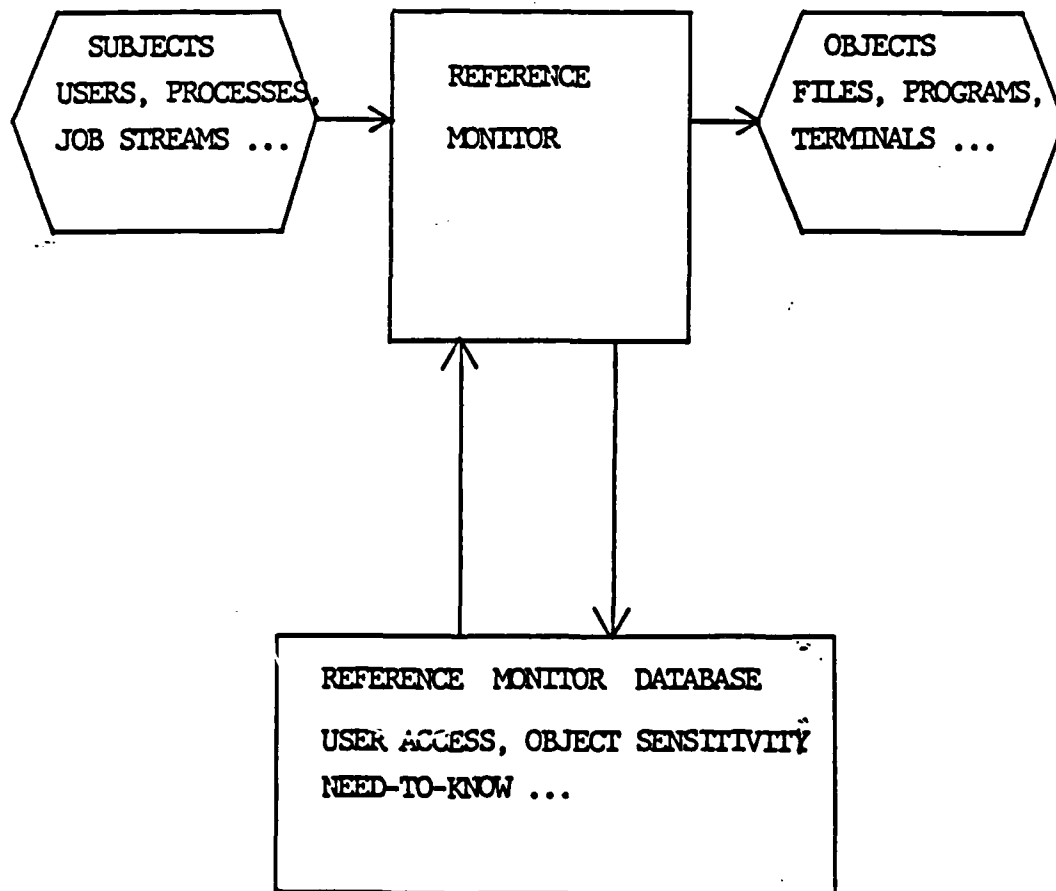 SUBJECTS
USERS, PROCESSES,
JOB STREAMS ...
REFERENCE
MONITOR
OBJECTS
FILES, PROGRAMS,
TERMINALS ...
REFERENCE MONITOR DATABASE
USER ACCESS, OBJECT SENSITIVITY
NEED-TO-KNOW ...